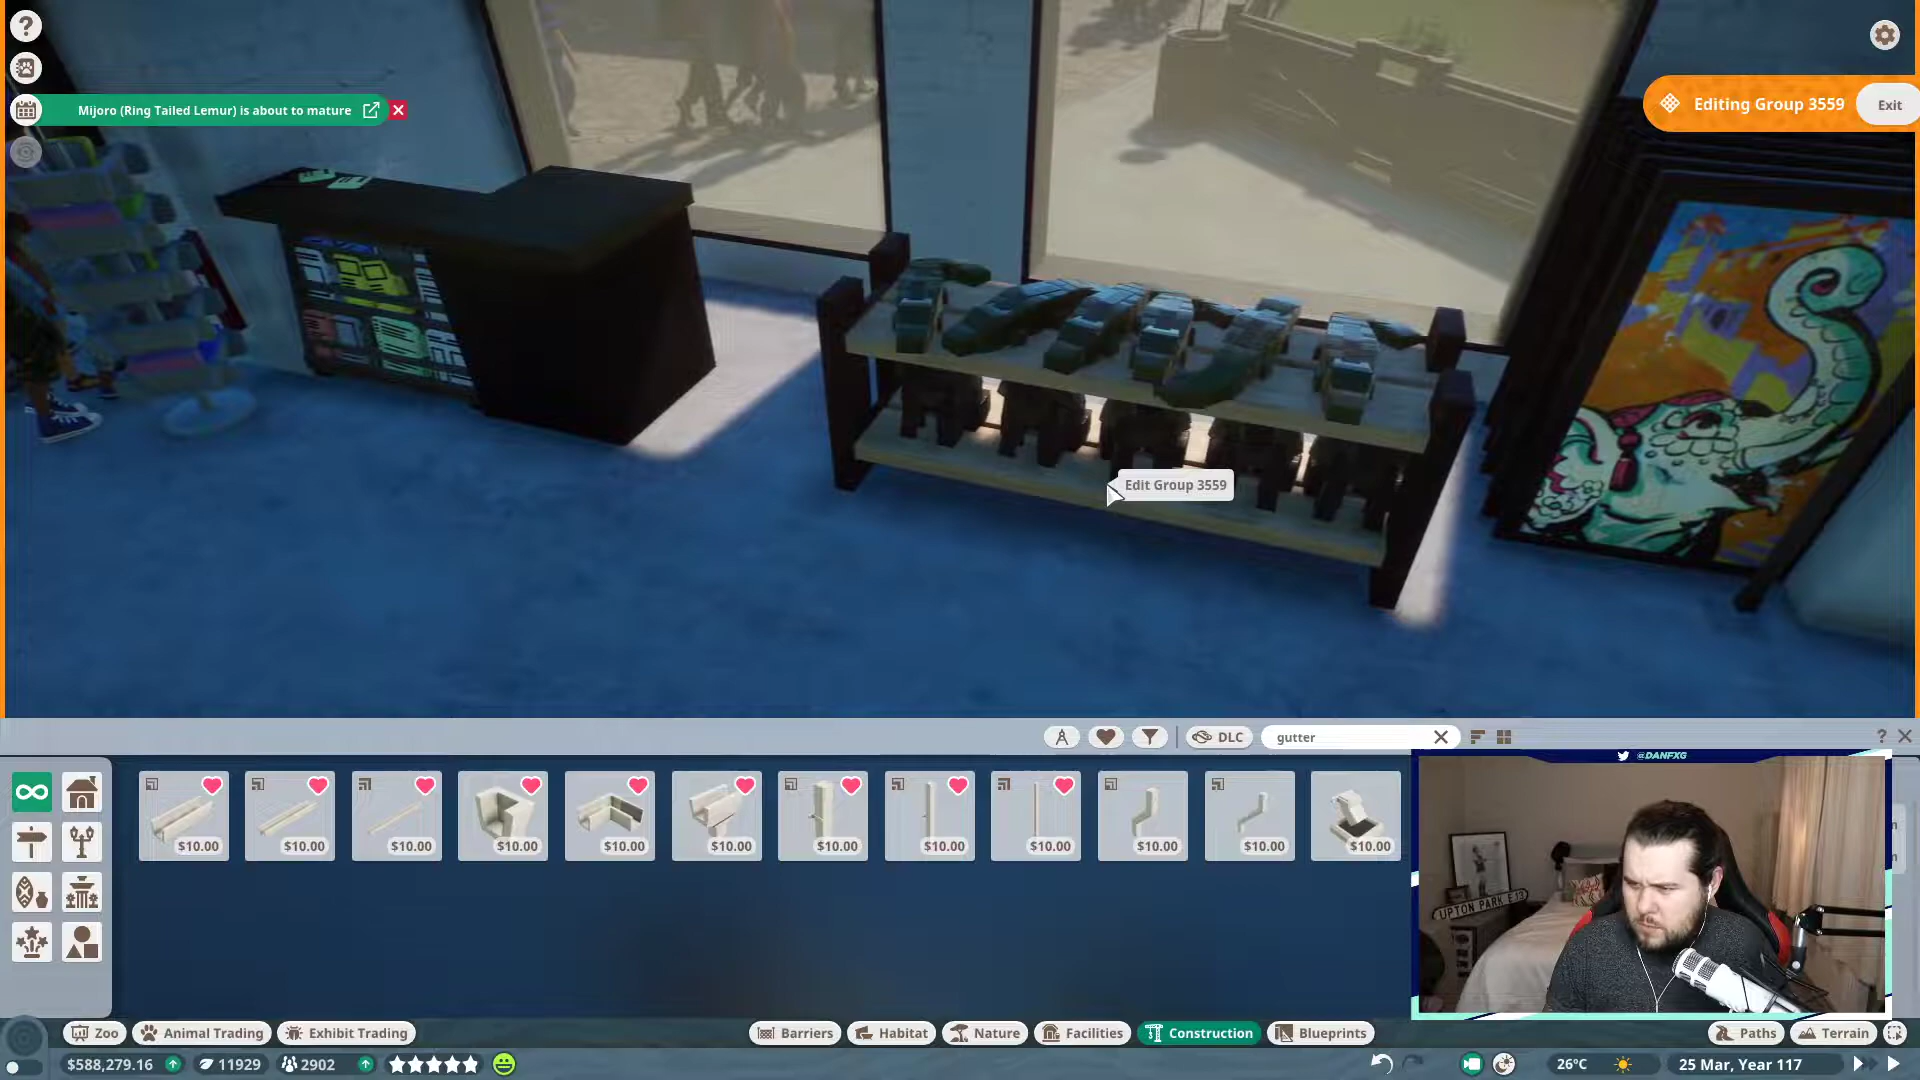 ?
Mijoro (Ring Tailed Lemur) is about to mature
Editing Group 3559
Exit
Edit Group 3559
DLC
gutter
?
$10.00
$10.00
$10.00
$10.00
$10.00
$10.00
$10.00
$10.00
$10.00
$10.00
$10.00
$10.00
@DANFXG
UPTON PARK E.13
Zoo
Animal Trading
Exhibit Trading
Barriers
Habitat
Nature
Facilities
Construction
Blueprints
Paths
Terrain
$588,279.16
11929
2902
26°C
25 Mar, Year 117